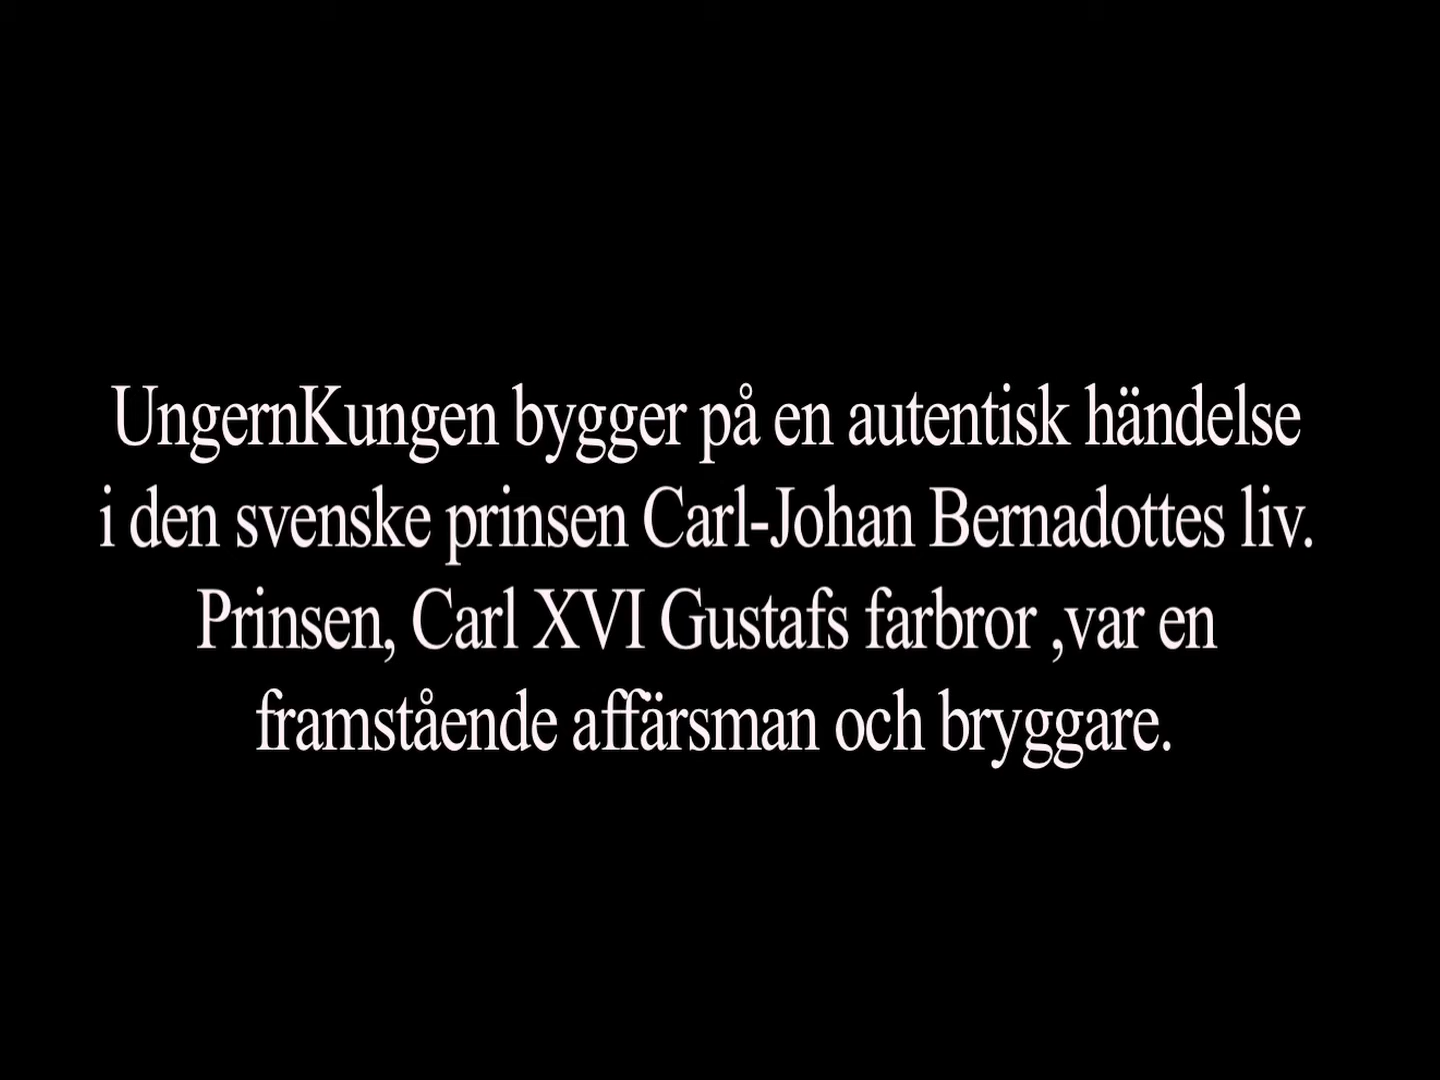 UngernKungen bygger på en autentisk händelse
i den svenske prinsen Carl-Johan Bernadottes liv.
Prinsen, Carl XVI Gustafs farbror ,var en
framstående affärsman och bryggare.